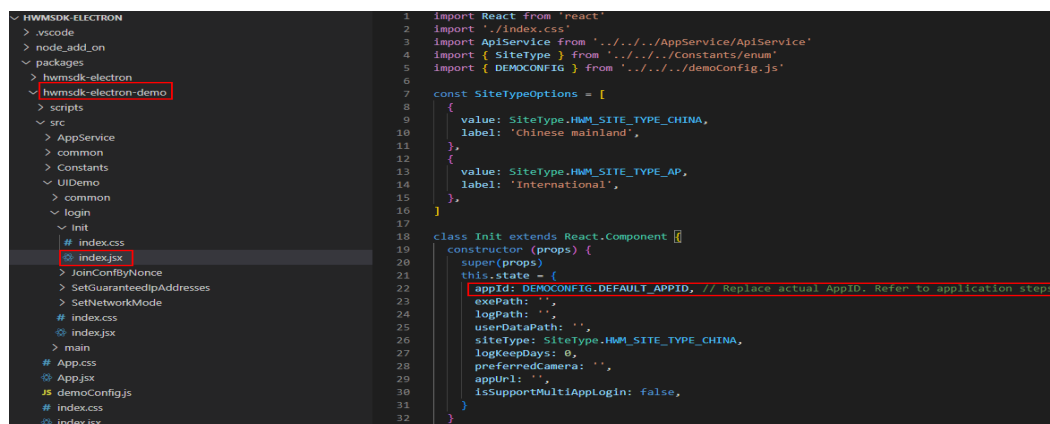 HWMSDK-ELECTRON
> .vscode
> node_add_on
packages
> hwmsdk-electron
hwmsdk-electron-demo
> scripts
src
> AppService
> common
> Constants
UIDemo
> common
login
Init
# index.css
index.jsx
> JoinConfByNonce
> SetGuaranteedIpAddresses
> SetNetworkMode
# index.css
index.jsx
> main
# App.css
App.jsx
JS demoConfig.js
# index.css
index.jsx
1 import React from 'react'
2 import './index.css'
3 import ApiService from '../../../AppService/ApiService'
4 import { SiteType } from '../../../Constants/enum'
5 import { DEMOCONFIG } from '../../../demoConfig.js'
6
7 const SiteTypeOptions = [
8 {
9 value: SiteType.HWM_SITE_TYPE_CHINA,
10 label: 'Chinese mainland',
11 },
12 {
13 value: SiteType.HWM_SITE_TYPE_AP,
14 label: 'International',
15 },
16 ]
17
18 class Init extends React.Component {
19 constructor (props) {
20 super(props)
21 this.state = {
22 appId: DEMOCONFIG.DEFAULT_APPID, // Replace actual AppID. Refer to application steps
23 exePath: '',
24 logPath: '',
25 userDataPath: '',
26 siteType: SiteType.HWM_SITE_TYPE_CHINA,
27 logKeepDays: 0,
28 preferredCamera: '',
29 appUrl: '',
30 isSupportMultiAppLogin: false,
31 }
32 }